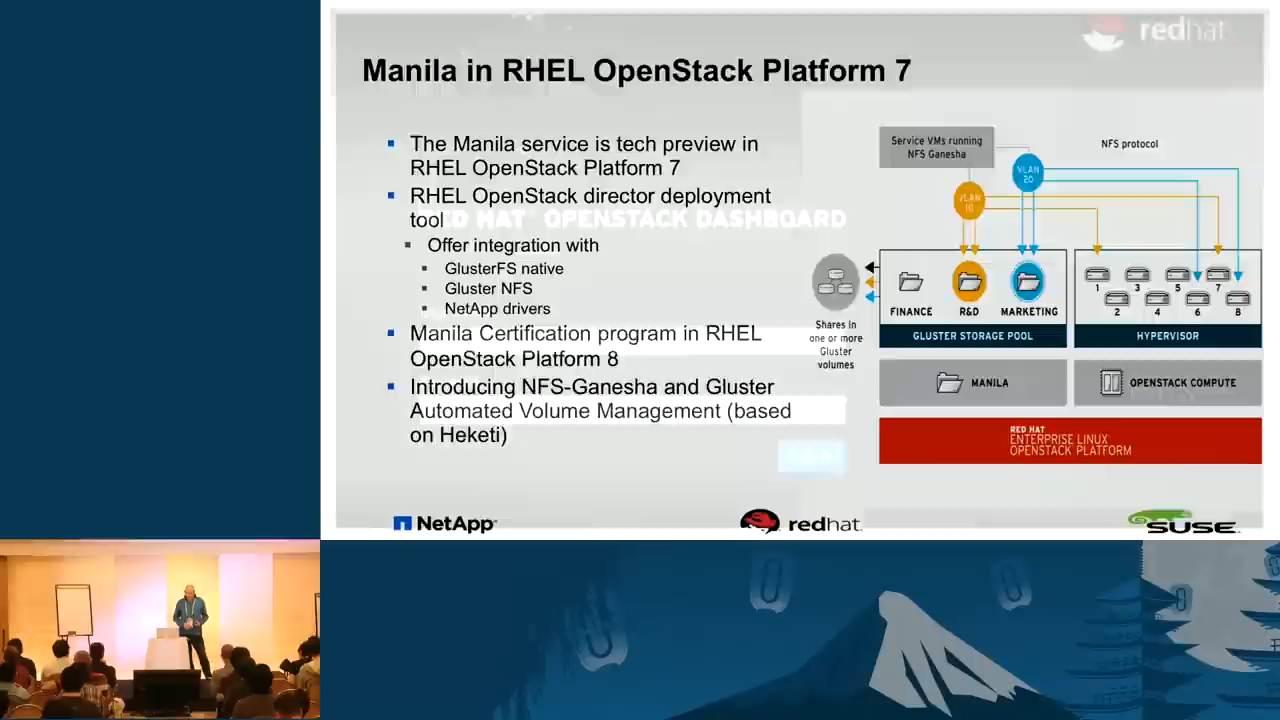 redhat
Manila in RHEL OpenStack Platform 7
The Manila service is tech preview in
RHEL OpenStack Platform 7
RHEL OpenStack director deployment
tool
RED HAT OPENSTACK DASHBOARD
Offer integration with
GlusterFS native
Gluster NFS
NetApp drivers
Manila Certification program in RHEL
OpenStack Platform 8
Introducing NFS-Ganesha and Gluster
Automated Volume Management (based
on Heketi)
Service VMs running
NFS Ganesha
NFS protocol
VLAN
20
VLAN
10
Shares in
one or more
Gluster
volumes
FINANCE
R&D
MARKETING
GLUSTER STORAGE POOL
1
3
5
7
2
4
6
8
HYPERVISOR
MANILA
OPENSTACK COMPUTE
RED HAT
ENTERPRISE LINUX
OPENSTACK PLATFORM
NetApp
redhat.
SUSE